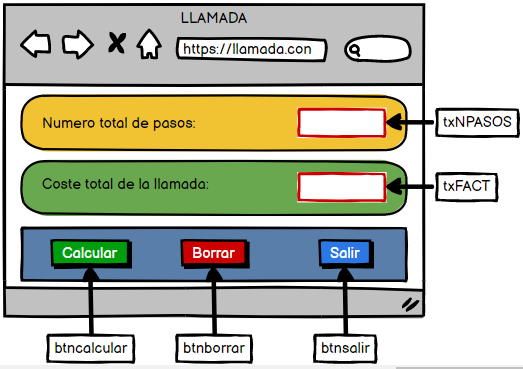 LLAMADA
https://llamada.con
Numero total de pasos:
txNPASOS
Coste total de la llamada:
txFACT
Calcular
Borrar
Salir
btncalcular
btnborrar
btnsalir